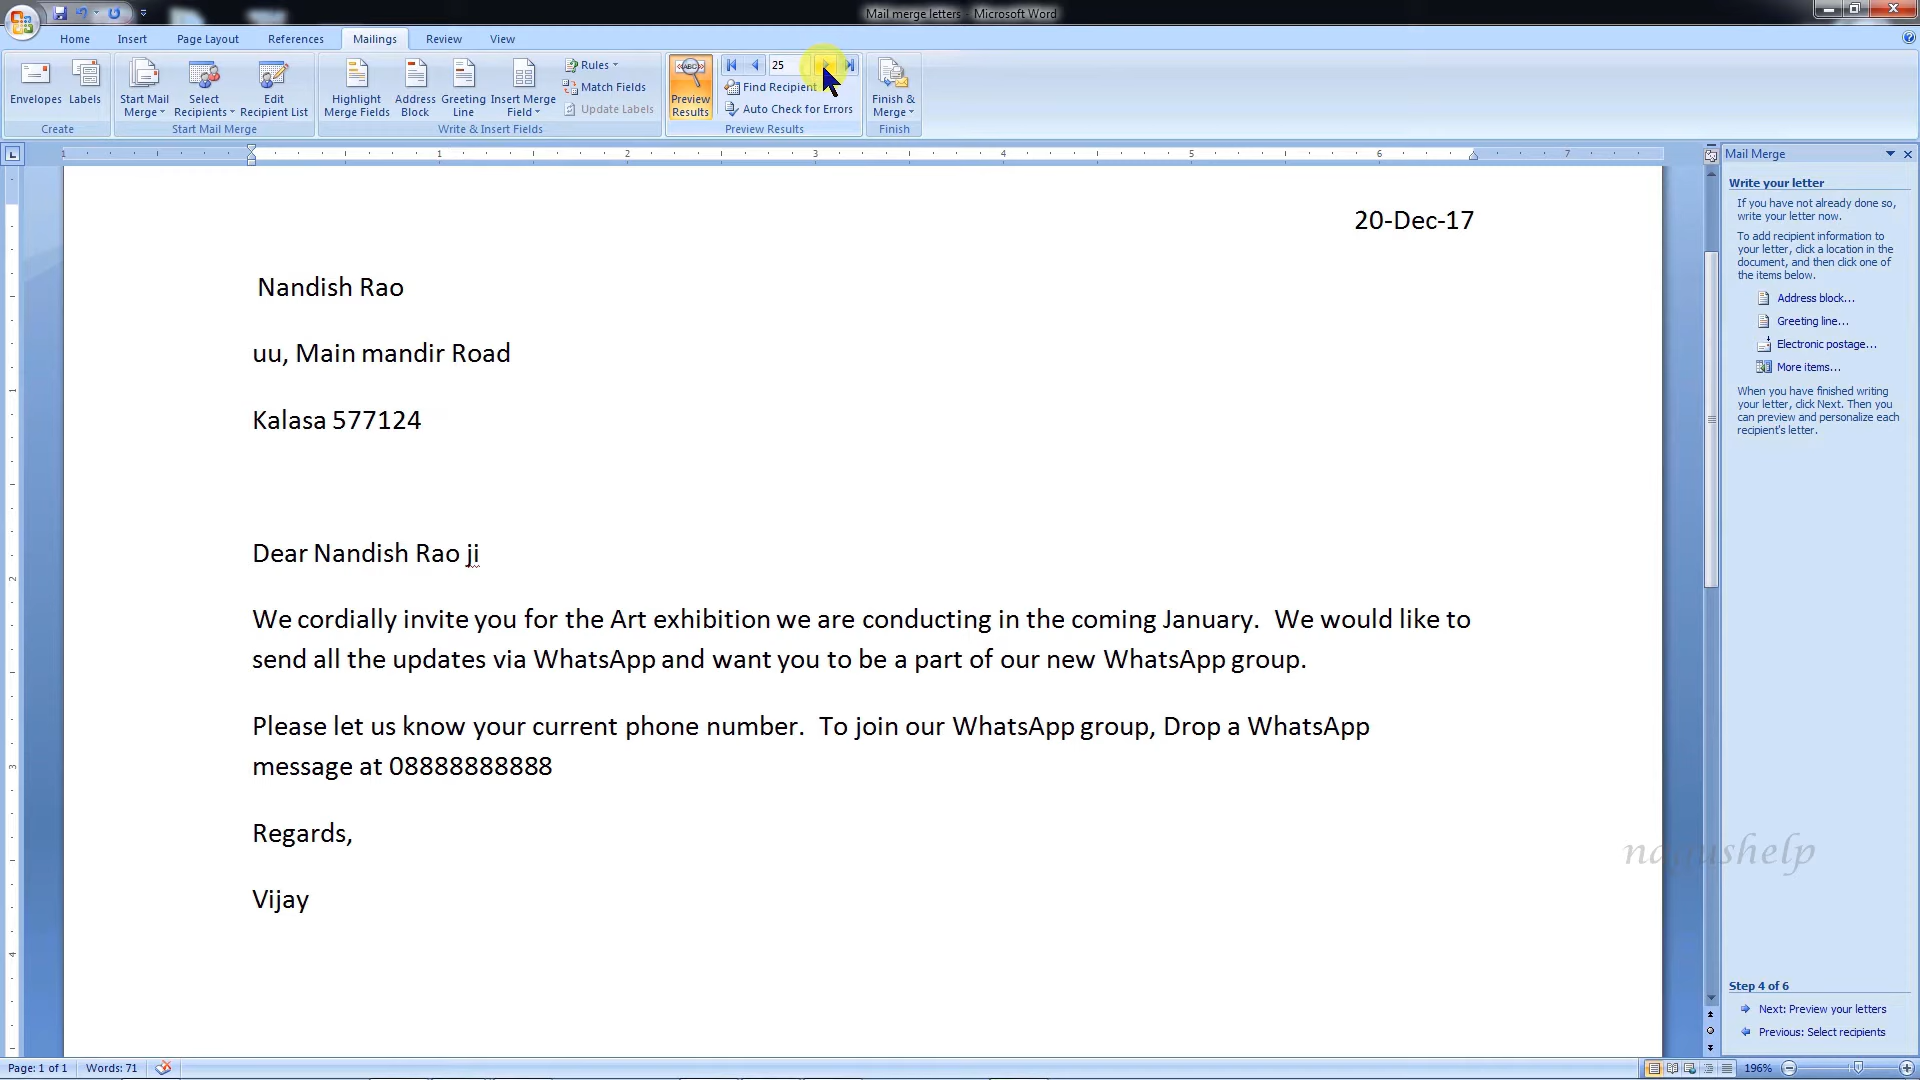 Mail merge letters - Microsoft Word
Home Insert Page Layout References Mailings Review View
Envelopes Labels
Create
Start Mail Merge
Select Recipients
Edit Recipient List
Start Mail Merge
Highlight Merge Fields
Address Block
Greeting Line
Insert Merge Field
Rules
Match Fields
Update Labels
Write & Insert Fields
Preview Results
25
Find Recipient
Auto Check for Errors
Preview Results
Finish & Merge
Finish
1 1 2 3 4 5 6 7
20-Dec-17
Nandish Rao
uu, Main mandir Road
Kalasa 577124
Dear Nandish Rao ji
We cordially invite you for the Art exhibition we are conducting in the coming January.  We would like to
send all the updates via WhatsApp and want you to be a part of our new WhatsApp group.
Please let us know your current phone number.  To join our WhatsApp group, Drop a WhatsApp
message at 08888888888
Regards,
Vijay
Mail Merge
Write your letter
If you have not already done so,
write your letter now.
To add recipient information to
your letter, click a location in the
document, and then click one of
the items below.
Address block...
Greeting line...
Electronic postage...
More items...
When you have finished writing
your letter, click Next. Then you
can preview and personalize each
recipient's letter.
nagushelp
Step 4 of 6
Next: Preview your letters
Previous: Select recipients
Page: 1 of 1 Words: 71 196%